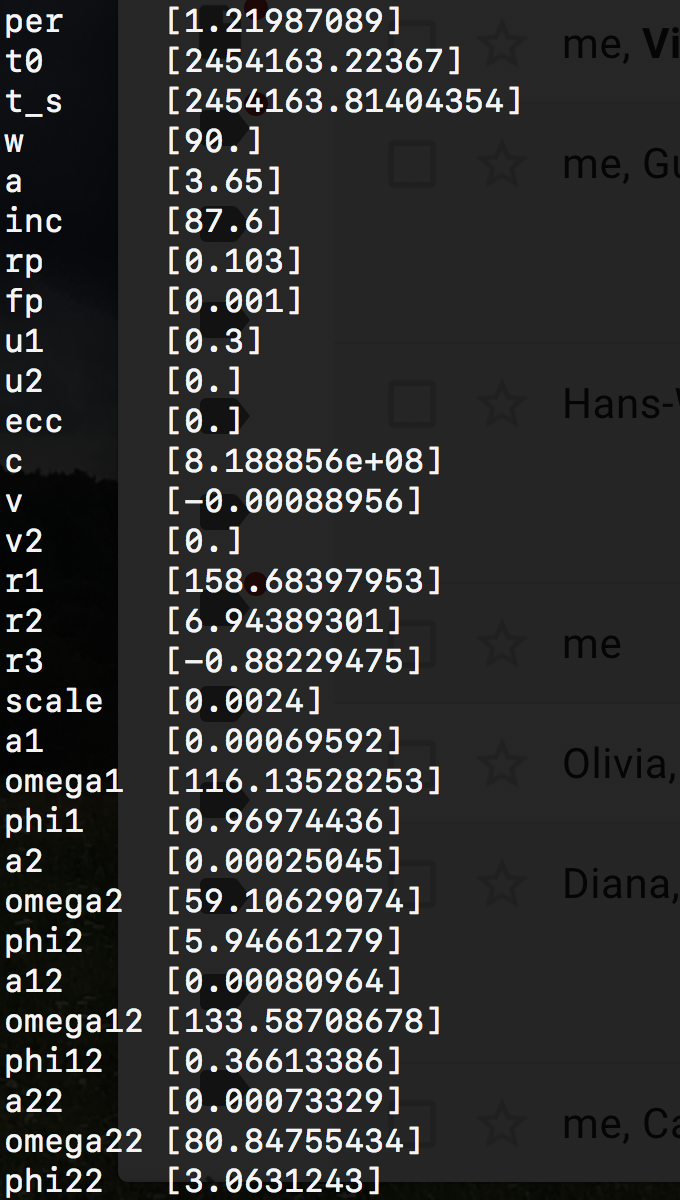 per [1.21987089]
t0 [2454163.22367]
t_s [2454163.81404354]
w [90.]
a [3.65]
inc [87.6]
rp [0.103]
fp [0.001]
u1 [0.3]
u2 [0.]
ecc [0.]
c [8.188856e+08]
v [-0.00088956]
v2 [0.]
r1 [158.68397953]
r2 [6.94389301]
r3 [-0.88229475]
scale [0.0024]
a1 [0.00069592]
omega1 [116.13528253]
phi1 [0.96974436]
a2 [0.00025045]
omega2 [59.10629074]
phi2 [5.94661279]
a12 [0.00080964]
omega12 [133.58708678]
phi12 [0.36613386]
a22 [0.00073329]
omega22 [80.84755434]
phi22 [3.0631243]
me,
me,
me
Olivia,
Diana,
me,